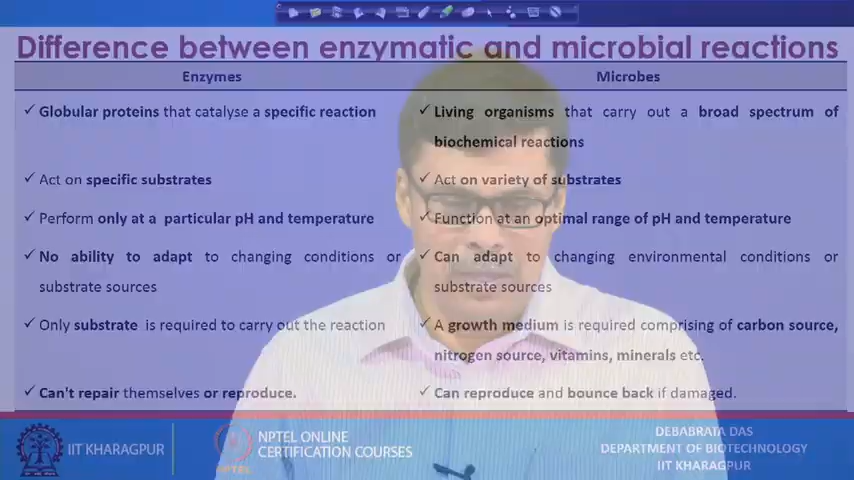 Difference between enzymatic and microbial reactions
Enzymes
Microbes
✓ Globular proteins that catalyse a specific reaction
✓ Living organisms that carry out a broad spectrum of
biochemical reactions
✓ Act on specific substrates
✓ Act on variety of substrates
✓ Perform only at a particular pH and temperature
✓ Function at an optimal range of pH and temperature
✓ No ability to adapt to changing conditions or
substrate sources
✓ Can adapt to changing environmental conditions or
substrate sources
✓ Only substrate is required to carry out the reaction
✓ A growth medium is required comprising of carbon source,
nitrogen source, vitamins, minerals etc.
✓ Can't repair themselves or reproduce.
✓ Can reproduce and bounce back if damaged.
IIT KHARAGPUR
NPTEL
NPTEL ONLINE
CERTIFICATION COURSES
DEBABRATA DAS
DEPARTMENT OF BIOTECHNOLOGY
IIT KHARAGPUR